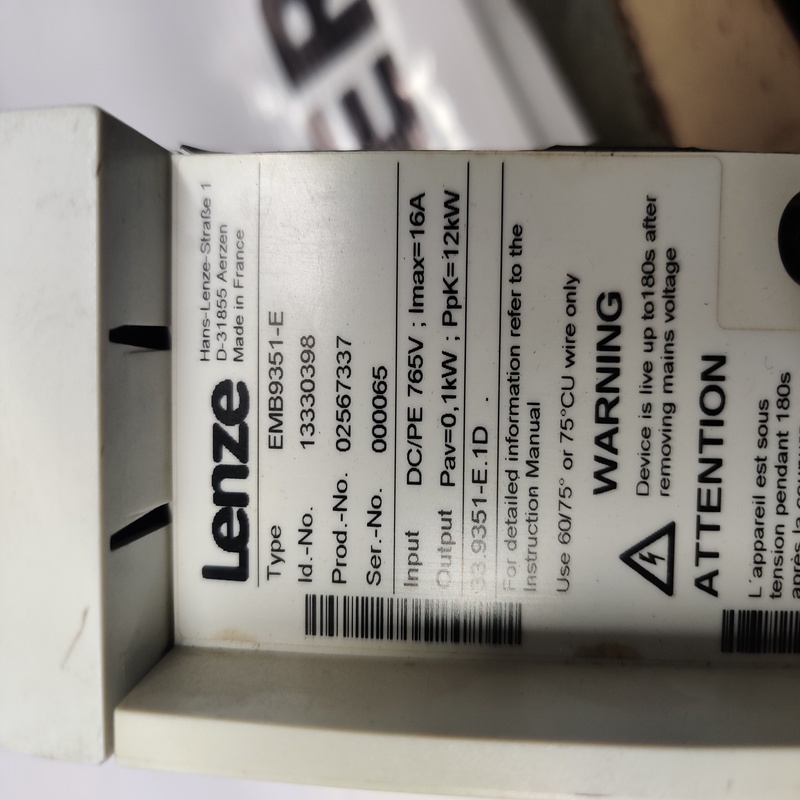 Lenze
Hans-Lenze-Straße 1
D-31855 Aerzen
Made in France
Type EMB9351-E
Id.-No. 13330398
Prod.-No. 02567337
Ser.-No. 000065
Input DC/PE 765V ; Imax=16A
Output Pav=0,1kW ; PpK=12kW
33.9351-E.1D .
For detailed information refer to the
Instruction Manual
Use 60/75° or 75°CU wire only
WARNING
Device is live up to180s after
removing mains voltage
ATTENTION
L'appareil est sous
tension pendant 180s
après la coupure